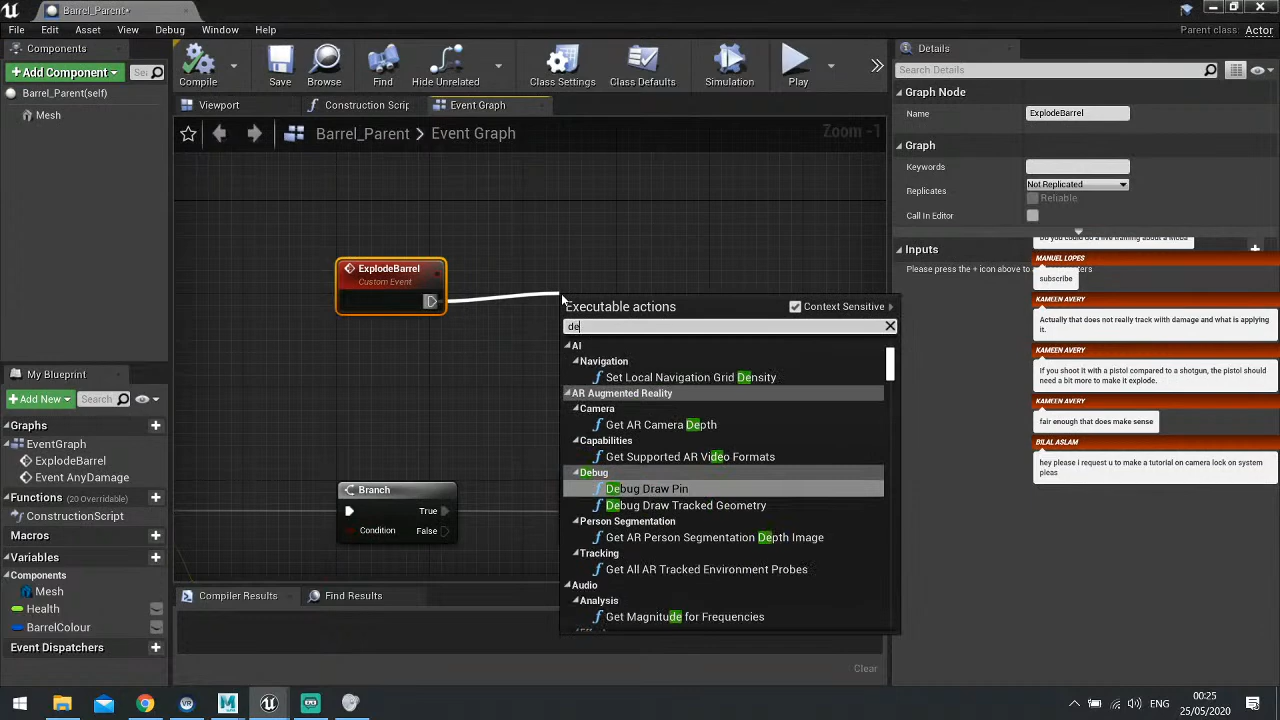 Barrel_Parent*
File Edit Asset View Debug Window Help
Parent class: Actor
Components
Add Component
Sei
Barrel_Parent(self)
Mesh
Compile
Save
Browse
Find
Hide Unrelated
Class Settings
Class Defaults
Simulation
Play
Viewport
Construction Scrip
Event Graph
Barrel_Parent > Event Graph
Zoom -1
ExplodeBarrel
Custom Event
Branch
True
Condition
False
Executable actions
Context Sensitive
de
AI
Navigation
Set Local Navigation Grid Density
AR Augmented Reality
Camera
Get AR Camera Depth
Capabilities
Get Supported AR Video Formats
Debug
Debug Draw Pin
Debug Draw Tracked Geometry
Person Segmentation
Get AR Person Segmentation Depth Image
Tracking
Get All AR Tracked Environment Probes
Audio
Analysis
Get Magnitude for Frequencies
My Blueprint
Add New
Search
Graphs
EventGraph
ExplodeBarrel
Event AnyDamage
Functions (20 Overridable)
ConstructionScript
Macros
Variables
Components
Mesh
Health
BarrelColour
Event Dispatchers
Compiler Results
Find Results
Clear
Details
Search Details
Graph Node
Name
ExplodeBarrel
Graph
Keywords
Replicates
Not Replicated
Reliable
Call In Editor
Inputs
Please press the + icon above to
MANUEL LOPES
subscribe
KAMEEN AVERY
Actually that does not really track with damage and what is applying
it.
KAMEEN AVERY
If you shoot it with a pistol compared to a shotgun, the pistol should
need a bit more to make it explode.
KAMEEN AVERY
fair enough that does make sense
BILAL ASLAM
hey please i request u to make a tutorial on camera lock on system
pleas
ENG
00:25
25/05/2020